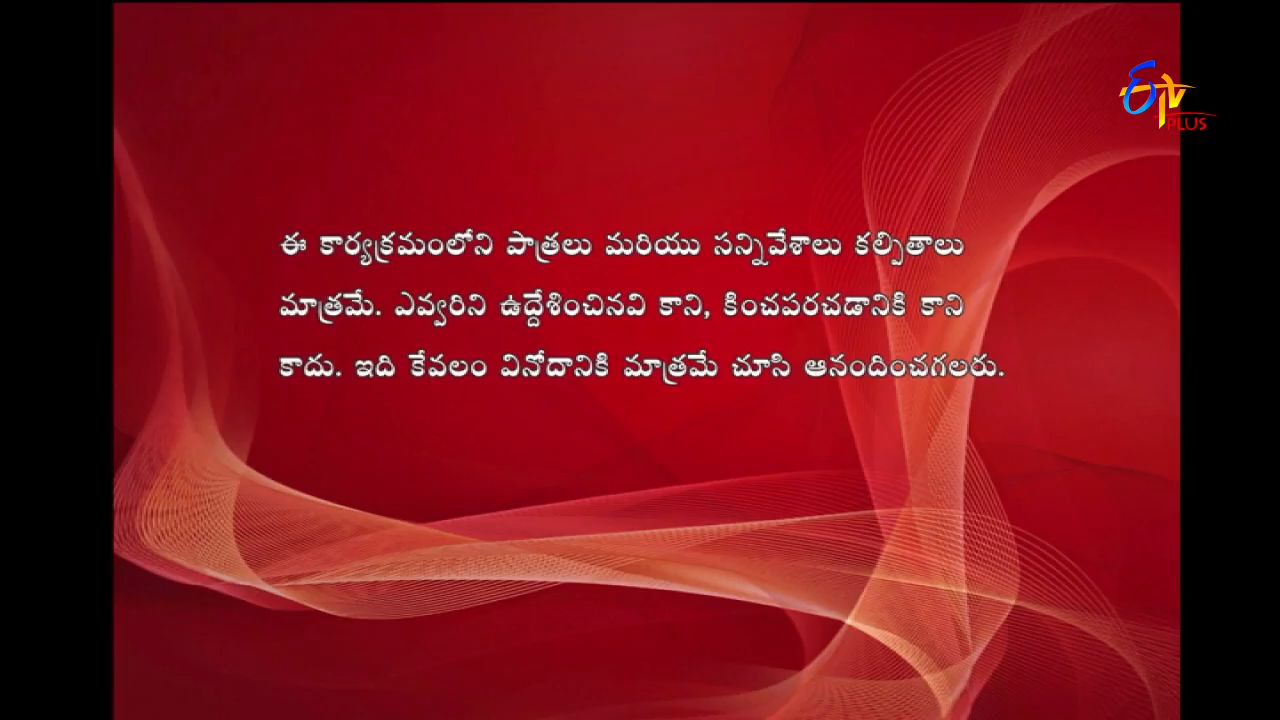 ETV
PLUS
ఈ కార్యక్రమంలోని పాత్రలు మరియు సన్నివేశాలు కల్పితాలు
మాత్రమే. ఎవ్వరిని ఉద్దేశించినవి కాని, కించపరచడానికి కాని
కాదు. ఇది కేవలం వినోదానికి మాత్రమే చూసి ఆనందించగలరు.